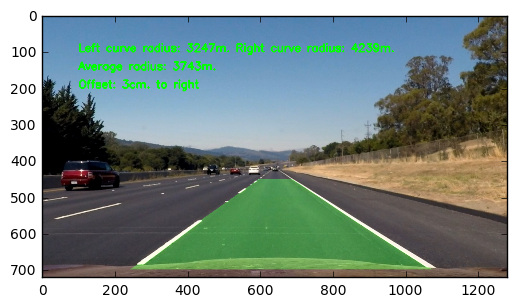 0
100
Left curve radius: 3247m. Right curve radius: 4239m.
Average radius: 3743m.
200
Offset: 3cm. to right
300
400
500
600
700
0 200 400 600 800 1000 1200